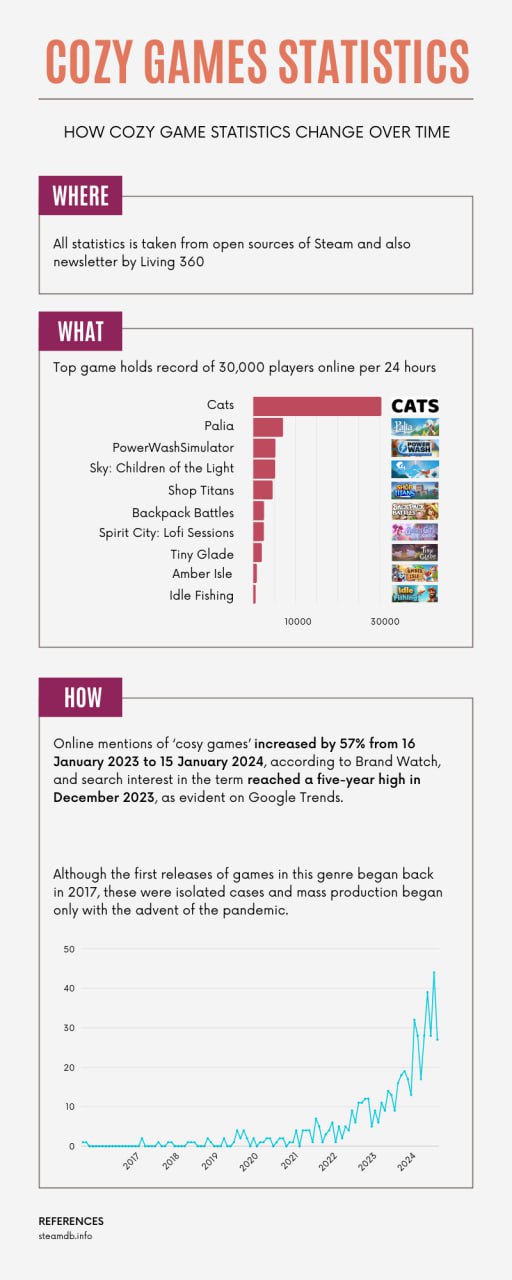 COZY GAMES STATISTICS
HOW COZY GAME STATISTICS CHANGE OVER TIME
WHERE
All statistics is taken from open sources of Steam and also
newsletter by Living 360
WHAT
Top game holds record of 30,000 players online per 24 hours
Cats
CATS
Palia
Palia
PowerWashSimulator
POWER
WASH
Sky: Children of the Light
Shop Titans
SHOP
TITANS
Backpack Battles
BACKPACK
BATTLES
Spirit City: Lofi Sessions
Tiny Glade
Tiny
Glade
Amber Isle
AMBER
ISLE
Idle Fishing
Idle
Fishing
10000
30000
HOW
Online mentions of ‘cosy games’ increased by 57% from 16
January 2023 to 15 January 2024, according to Brand Watch,
and search interest in the term reached a five-year high in
December 2023, as evident on Google Trends.
Although the first releases of games in this genre began back
in 2017, these were isolated cases and mass production began
only with the advent of the pandemic.
50
40
30
20
10
0
2017
2018
2019
2020
2021
2022
2023
2024
REFERENCES
steamdb.info